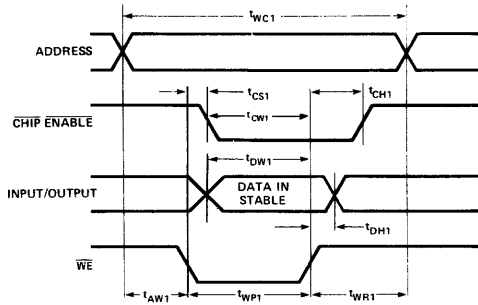 tWC1
ADDRESS
tCS1
tCH1
CHIP ENABLE
tCW1
tDW1
INPUT/OUTPUT
DATA IN
STABLE
tDH1
WE
tAW1
tWP1
tWR1